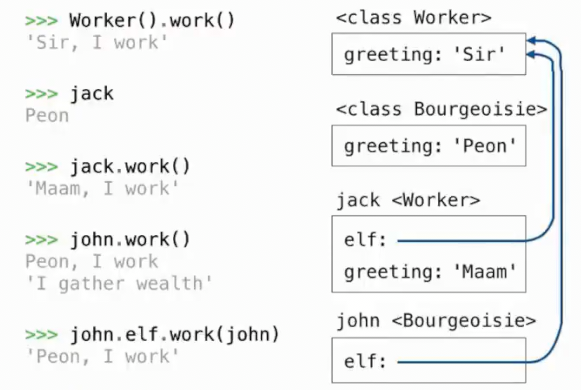 >>> Worker().work()
'Sir, I work'
>>> jack
Peon
>>> jack.work()
'Maam, I work'
>>> john.work()
Peon, I work
'I gather wealth'
>>> john.elf.work(john)
'Peon, I work'
<class Worker>
greeting: 'Sir'
<class Bourgeoisie>
greeting: 'Peon'
jack <Worker>
elf:
greeting: 'Maam'
john <Bourgeoisie>
elf: